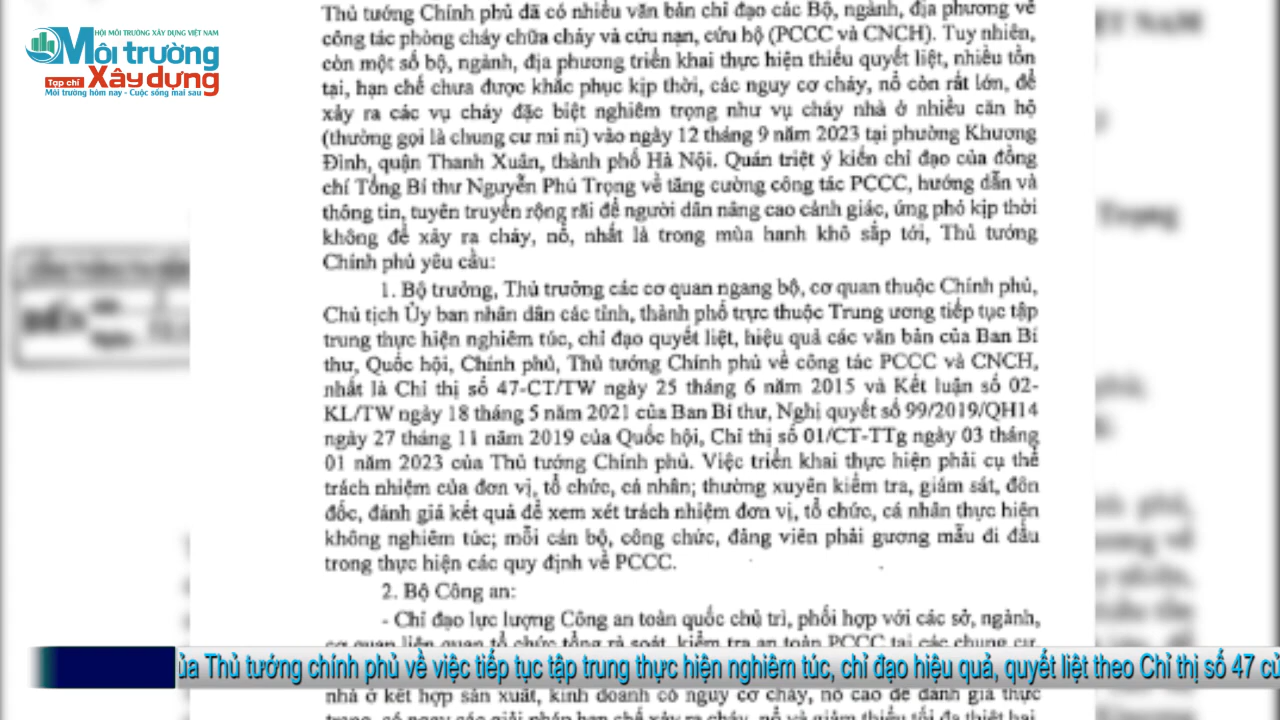 HỘI MÔI TRƯỜNG XÂY DỰNG VIỆT NAM
Môi trường
Tạp chí
Xây dựng
Môi trường hôm nay - Cuộc sống mai sau
Thủ tướng Chính phủ đã có nhiều văn bản chỉ đạo các Bộ, ngành, địa phương về
công tác phòng cháy chữa cháy và cứu nạn, cứu hộ (PCCC và CNCH). Tuy nhiên,
còn một số bộ, ngành, địa phương triển khai thực hiện thiếu quyết liệt, nhiều tồn
tại, hạn chế chưa được khắc phục kịp thời, các nguy cơ cháy, nổ còn rất lớn, để
xảy ra các vụ cháy đặc biệt nghiêm trọng như vụ cháy nhà ở nhiều căn hộ
(thường gọi là chung cư mi ni) vào ngày 12 tháng 9 năm 2023 tại phường Khương
Đình, quận Thanh Xuân, thành phố Hà Nội. Quán triệt ý kiến chỉ đạo của đồng
chí Tổng Bí thư Nguyễn Phú Trọng về tăng cường công tác PCCC, hướng dẫn và
thông tin, tuyên truyền rộng rãi để người dân nâng cao cảnh giác, ứng phó kịp thời
không để xảy ra cháy, nổ, nhất là trong mùa hanh khô sắp tới, Thủ tướng
Chính phủ yêu cầu:
1. Bộ trưởng, Thủ trưởng các cơ quan ngang bộ, cơ quan thuộc Chính phủ,
Chủ tịch Ủy ban nhân dân các tỉnh, thành phố trực thuộc Trung ương tiếp tục tập
trung thực hiện nghiêm túc, chỉ đạo quyết liệt, hiệu quả các văn bản của Ban Bí
thư, Quốc hội, Chính phủ, Thủ tướng Chính phủ về công tác PCCC và CNCH,
nhất là Chỉ thị số 47-CT/TW ngày 25 tháng 6 năm 2015 và Kết luận số 02-
KL/TW ngày 18 tháng 5 năm 2021 của Ban Bí thư, Nghị quyết số 99/2019/QH14
ngày 27 tháng 11 năm 2019 của Quốc hội, Chỉ thị số 01/CT-TTg ngày 03 tháng
01 năm 2023 của Thủ tướng Chính phủ. Việc triển khai thực hiện phải cụ thể
trách nhiệm của đơn vị, tổ chức, cá nhân; thường xuyên kiểm tra, giám sát, đôn
đốc, đánh giá kết quả để xem xét trách nhiệm đơn vị, tổ chức, cá nhân thực hiện
không nghiêm túc; mỗi cán bộ, công chức, đảng viên phải gương mẫu đi đầu
trong thực hiện các quy định về PCCC.
2. Bộ Công an:
- Chỉ đạo lực lượng Công an toàn quốc chủ trì, phối hợp với các sở, ngành,
cơ quan liên quan tổ chức tổng rà soát, kiểm tra an toàn PCCC tại các chung cư,
ủa Thủ tướng chính phủ về việc tiếp tục tập trung thực hiện nghiêm túc, chỉ đạo hiệu quả, quyết liệt theo Chỉ thị số 47 củ
nhà ở kết hợp sản xuất, kinh doanh có nguy cơ cháy, nổ cao để đánh giá thực